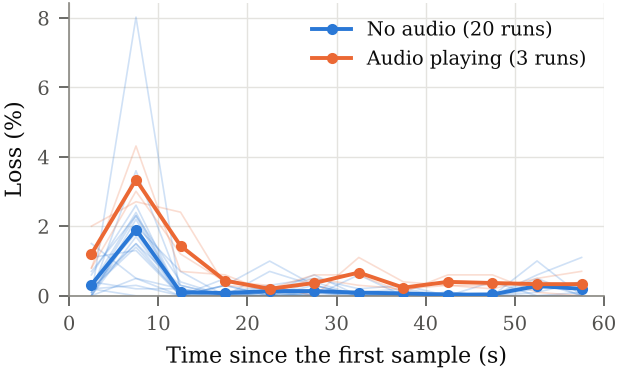 No audio (20 runs)
Audio playing (3 runs)
Loss (%)
8
6
4
2
0
0 10 20 30 40 50 60
Time since the first sample (s)